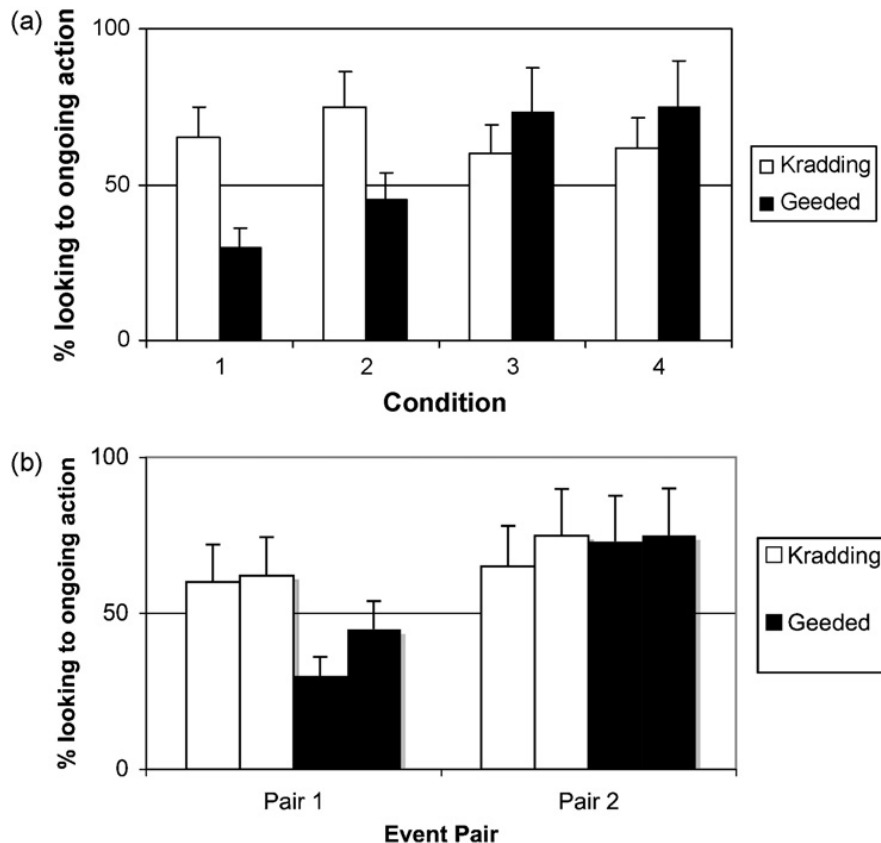 (a)
% looking to ongoing action
100
50
0
1 2 3 4
Condition
Kradding
Geeded
(b)
% looking to ongoing action
100
50
0
Pair 1 Pair 2
Event Pair
Kradding
Geeded